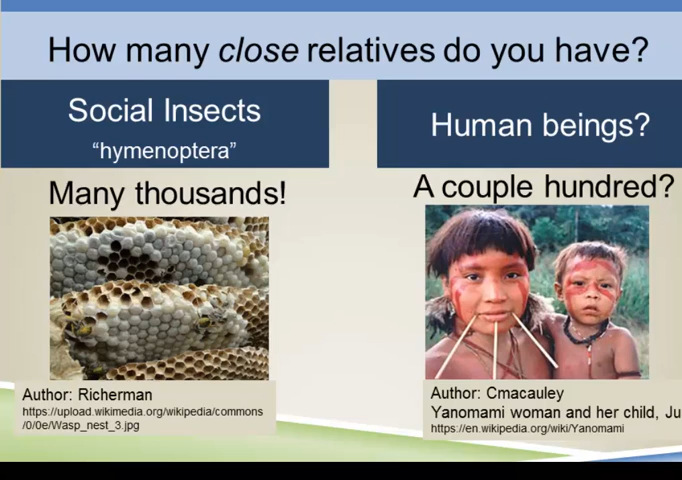 How many close relatives do you have?
Social Insects
“hymenoptera”
Many thousands!
Author: Richerman
https://upload.wikimedia.org/wikipedia/commons
/0/0e/Wasp_nest_3.jpg
Human beings?
A couple hundred?
Author: Cmacauley
Yanomami woman and her child, Ju
https://en.wikipedia.org/wiki/Yanomami